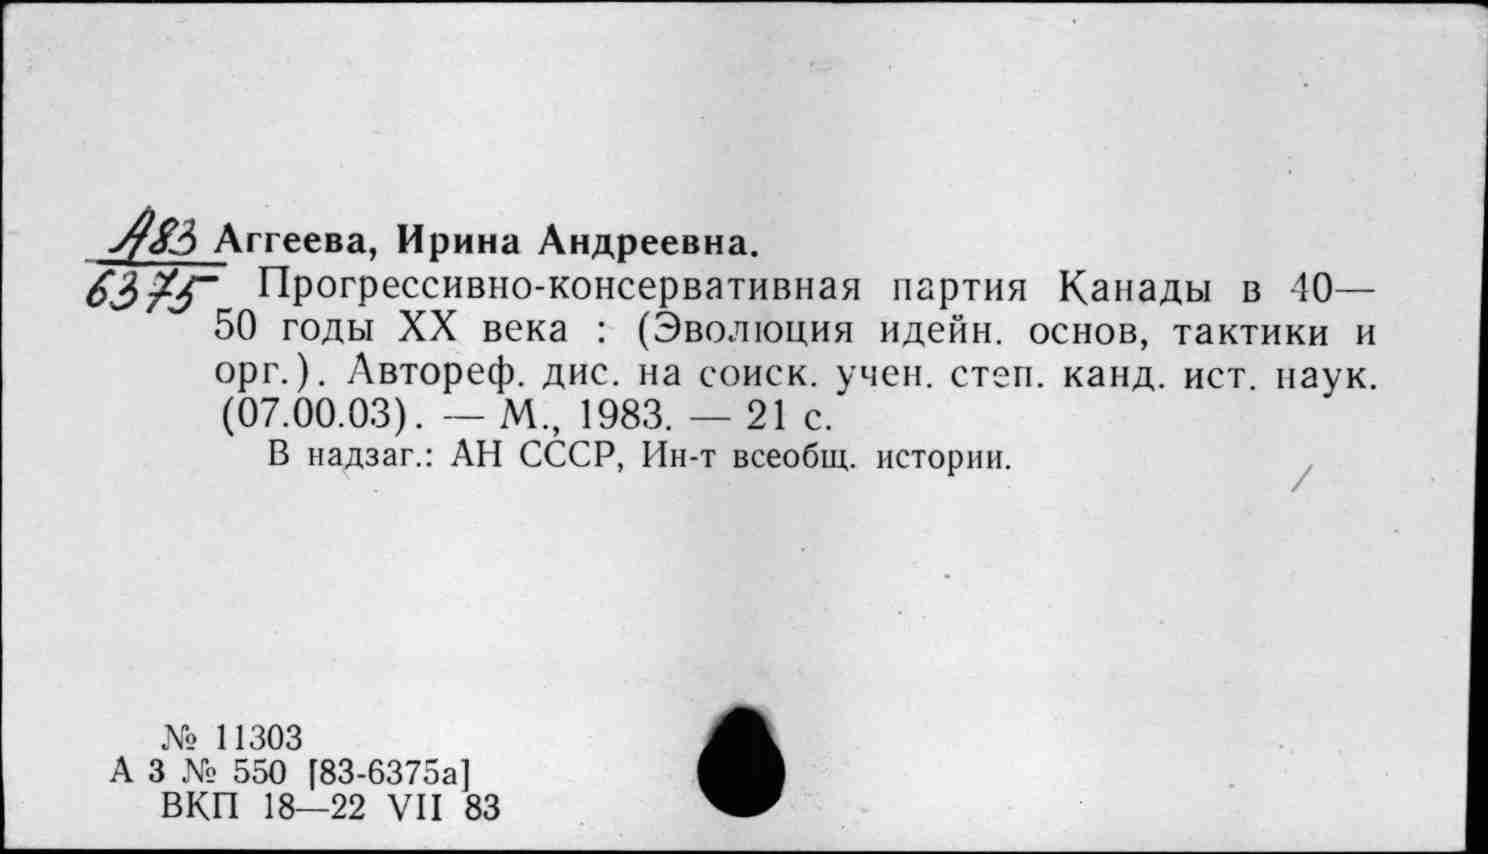 А83 Аггеева, Ирина Андреевна.
6375 Прогрессивно-консервативная партия Канады в 40—
50 годы XX века : (Эволюция идейн. основ, тактики и
орг.). Автореф. дис. на соиск. учен. степ. канд. ист. наук.
(07.00.03). — М., 1983. — 21 с.
В надзаг.: АН СССР, Ин-т всеобщ. истории.
№ 11303
А 3 № 550 [83-6375а]
ВКП 18—22 VII 83